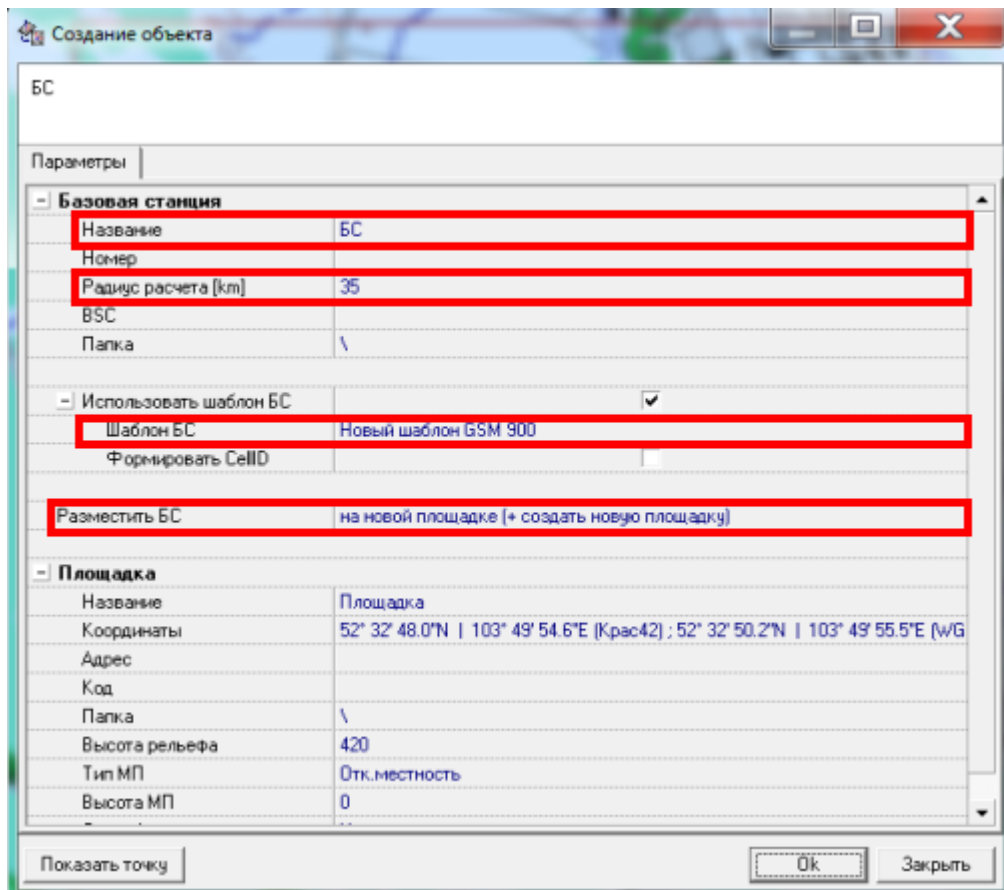 Создание объекта
БС
Параметры
Базовая станция
Название БС
Номер
Радиус расчета [km] 35
BSC
Папка \
Использовать шаблон БС
Шаблон БС Новый шаблон GSM 900
Формировать CellID
Разместить БС на новой площадке (+ создать новую площадку)
Площадка
Название Площадка
Координаты 52° 32' 48.0"N | 103° 49' 54.6"E (Крас42) ; 52° 32' 50.2"N | 103° 49' 55.5"E (WG
Адрес
Код
Папка \
Высота рельефа 420
Тип МП Отк.местность
Высота МП 0
Показать точку Ok Закрыть